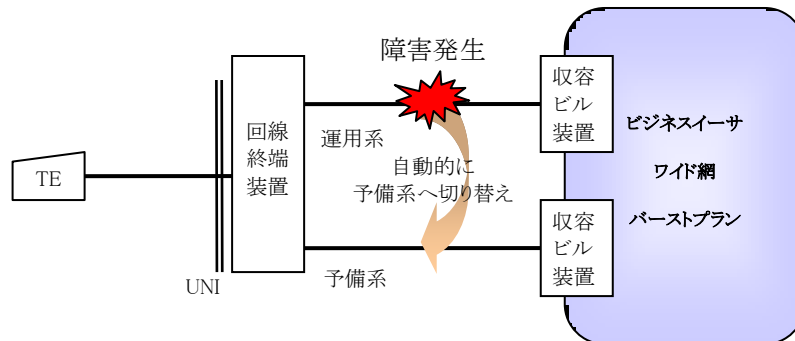 障害発生
収容
ビル
装置
ビジネスイーサ
ワイド網
バーストプラン
回線
終端
装置
運用系
自動的に
予備系へ切り替え
TE
収容
ビル
装置
予備系
UNI